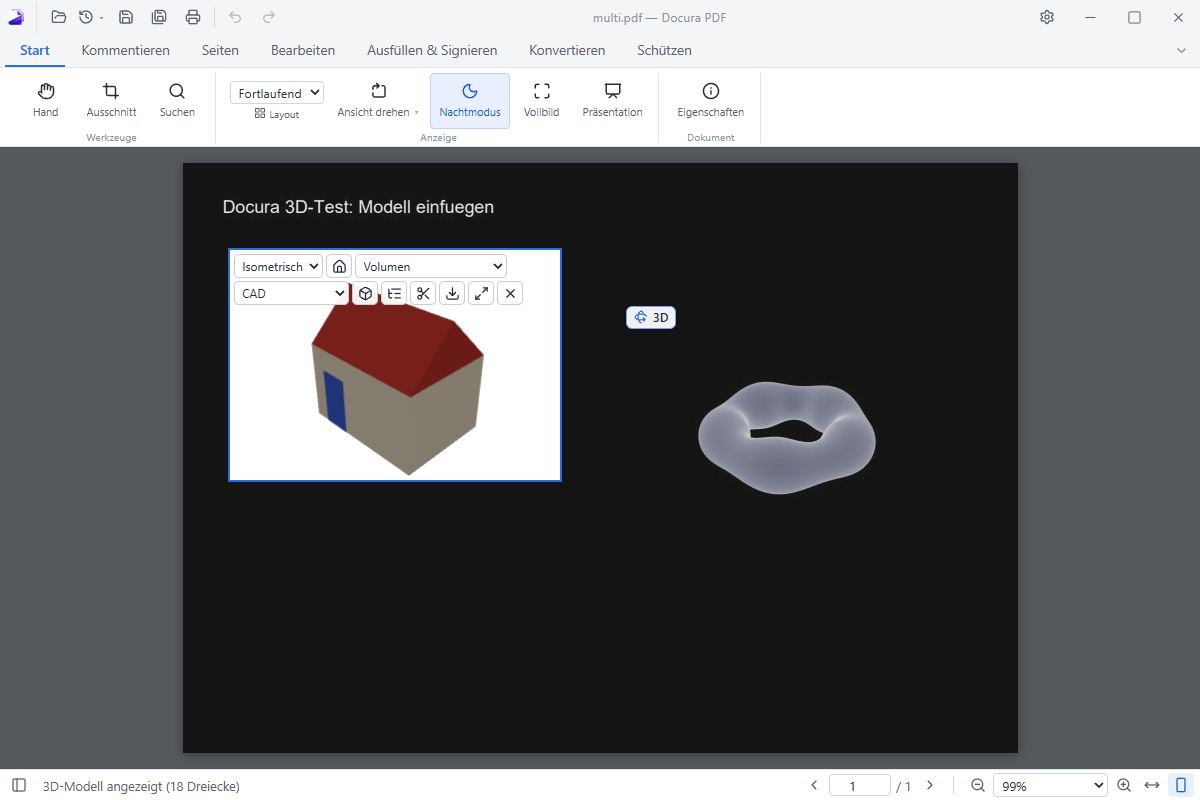 multi.pdf — Docura PDF
Start Kommentieren Seiten Bearbeiten Ausfüllen & Signieren Konvertieren Schützen
Hand Ausschnitt Suchen
Werkzeuge
Fortlaufend
Layout
Ansicht drehen Nachtmodus Vollbild Präsentation
Anzeige
Eigenschaften
Dokument
Docura 3D-Test: Modell einfuegen
Isometrisch Volumen
CAD
3D
3D-Modell angezeigt (18 Dreiecke)
1 / 1
99%